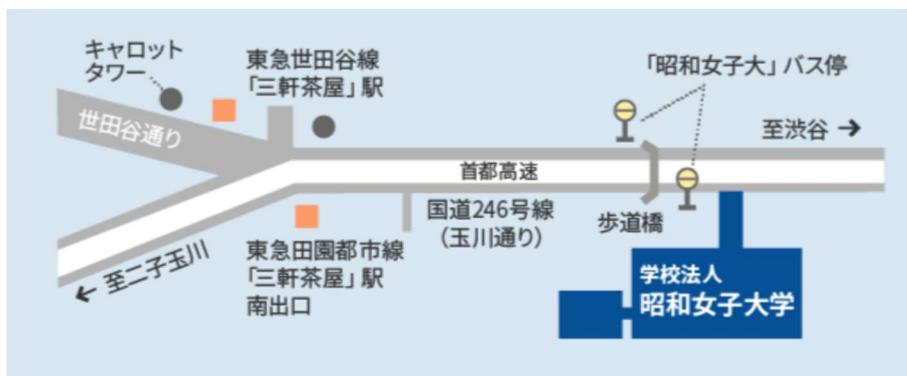 キャロット
タワー
東急世田谷線
「三軒茶屋」駅
「昭和女子大」バス停
世田谷通り
至渋谷 →
首都高速
国道246号線
（玉川通り）
歩道橋
東急田園都市線
「三軒茶屋」駅
南出口
← 至二子玉川
学校法人
昭和女子大学